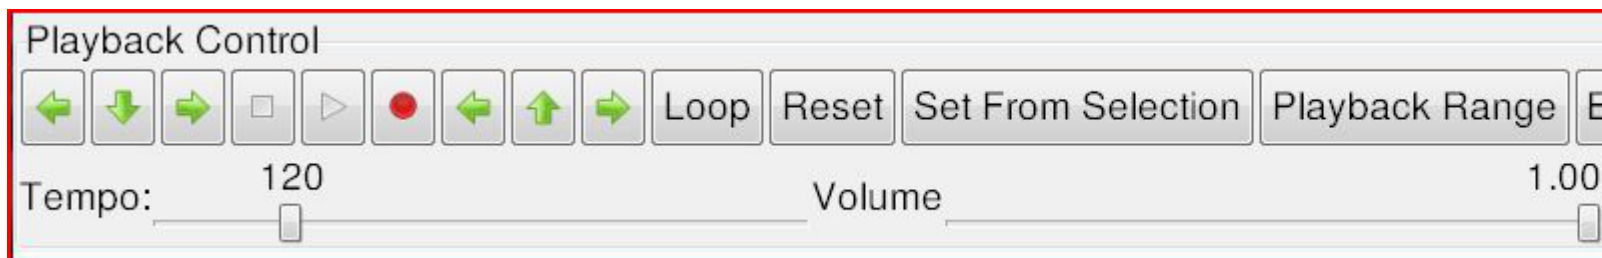 Playback Control
Loop Reset Set From Selection Playback Range
120 1.00
Tempo: Volume